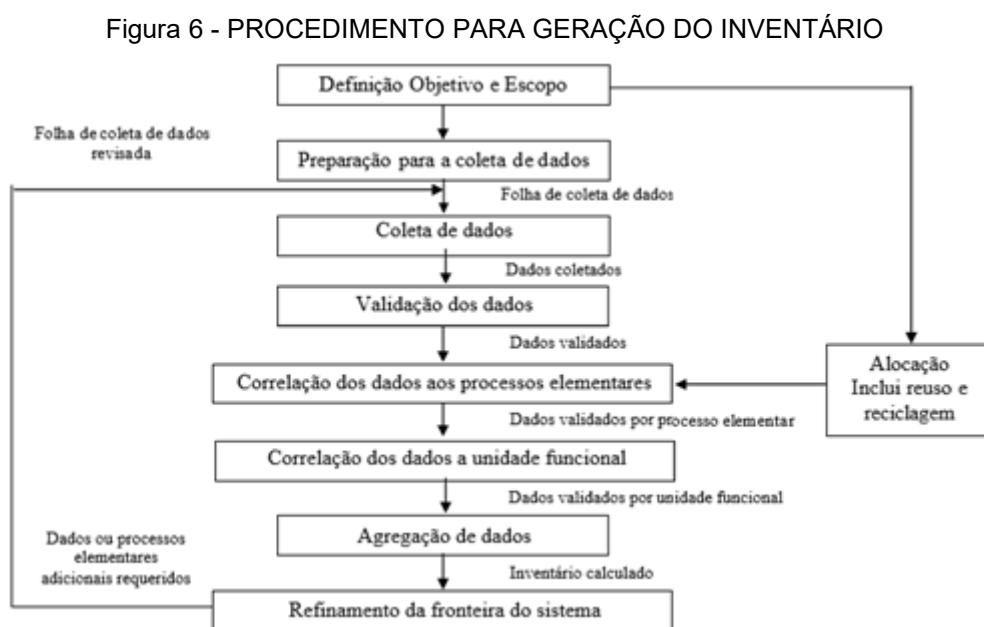 Figura 6 - PROCEDIMENTO PARA GERAÇÃO DO INVENTÁRIO
Definição Objetivo e Escopo
Folha de coleta de dados
revisada
Preparação para a coleta de dados
Folha de coleta de dados
Coleta de dados
Dados coletados
Validação dos dados
Dados validados
Alocação
Inclui reuso e
reciclagem
Correlação dos dados aos processos elementares
Dados validados por processo elementar
Correlação dos dados a unidade funcional
Dados validados por unidade funcional
Agregação de dados
Dados ou processos
elementares
adicionais requeridos
Inventário calculado
Refinamento da fronteira do sistema